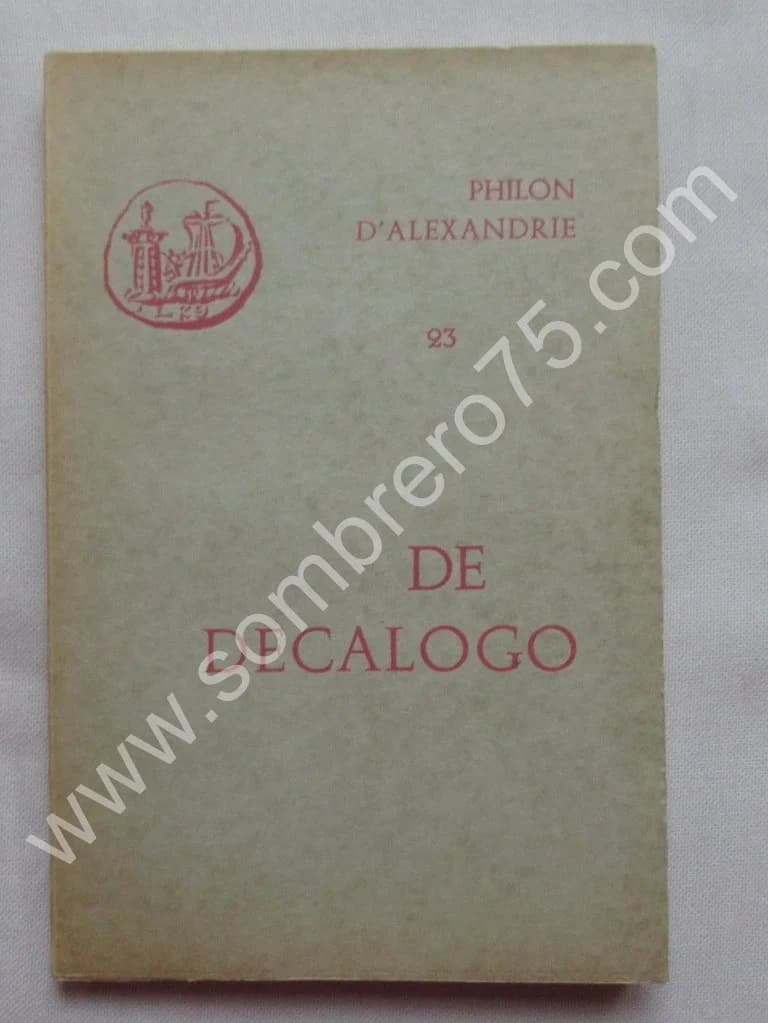 PHILON
D'ALEXANDRIE
23
DE
DECALOGO
www.sombrero75.com